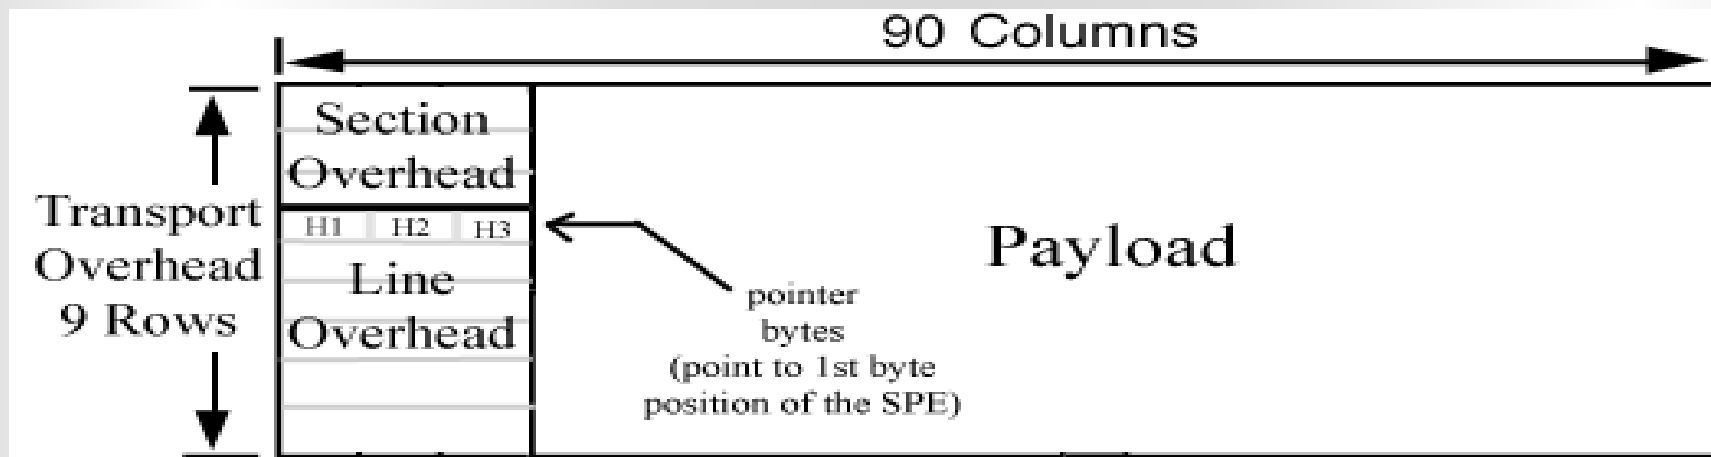 90 Columns
Section
Overhead
Transport
Overhead
9 Rows
H1 H2 H3
Line
Overhead
Payload
pointer
bytes
(point to 1st byte
position of the SPE)